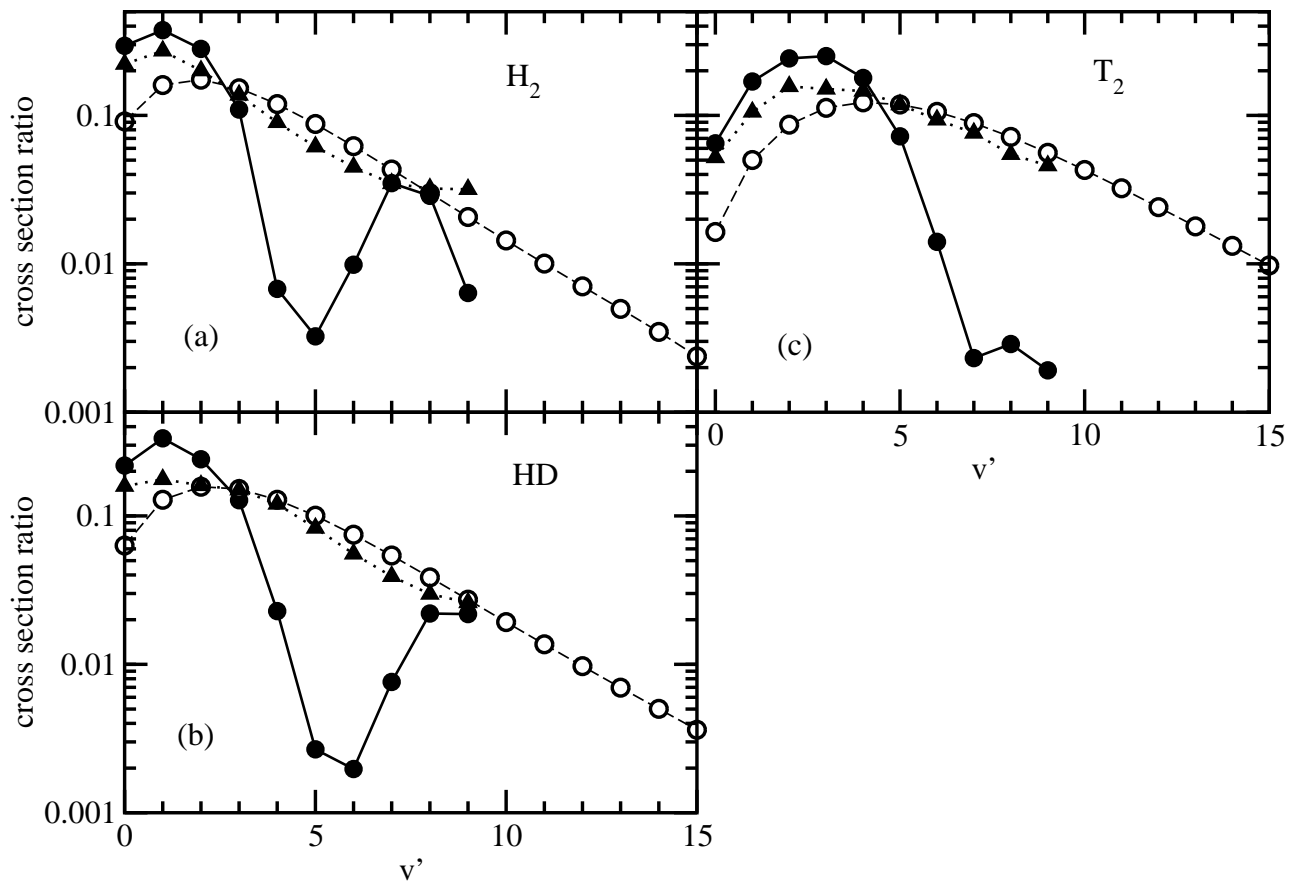 cross section ratio
0.1
0.01
0.001
H2
(a)
T2
(c)
0 5 10 15
v’
cross section ratio
0.1
0.01
0.001
HD
(b)
0 5 10 15
v’